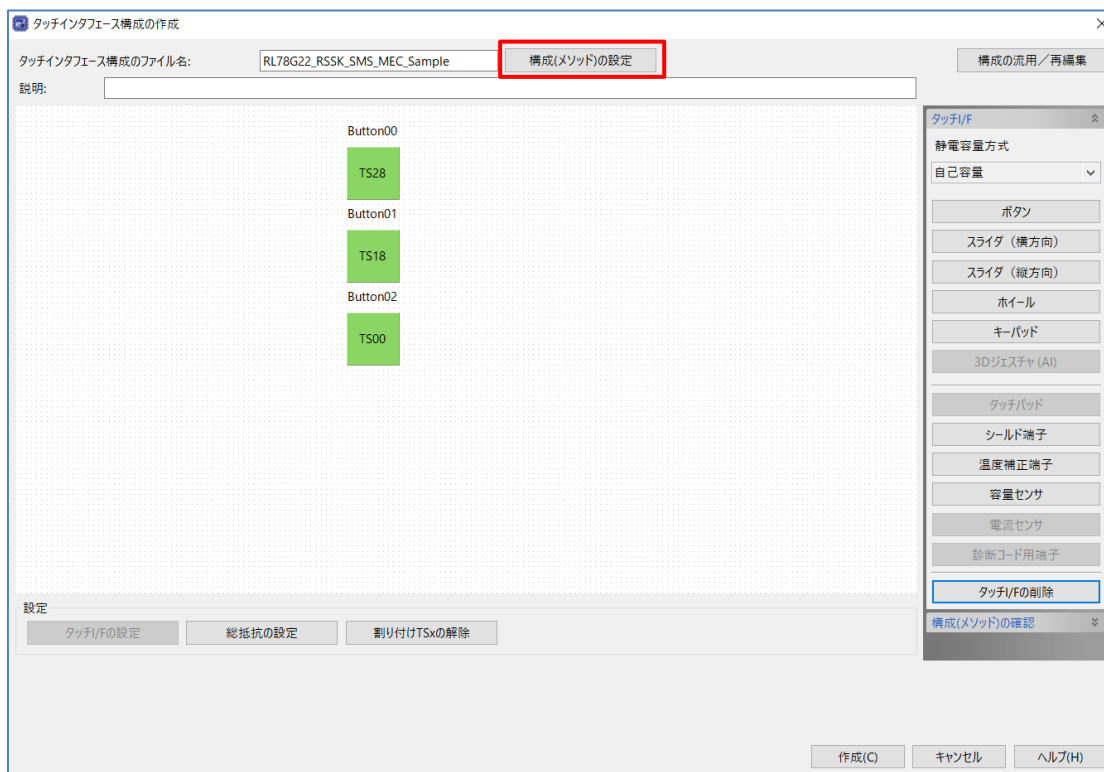 タッチインタフェース構成の作成
タッチインタフェース構成のファイル名: RL78G22_RSSK_SMS_MEC_Sample 構成(メソッド)の設定 構成の流用／再編集
説明:
Button00
TS28
Button01
TS18
Button02
TS00
タッチI/F
静電容量方式
自己容量
ボタン
スライダ（横方向）
スライダ（縦方向）
ホイール
キーパッド
3Dジェスチャ (AI)
タッチパッド
シールド端子
温度補正端子
容量センサ
電流センサ
診断コード用端子
タッチI/Fの削除
構成(メソッド)の確認
設定
タッチI/Fの設定 総抵抗の設定 割り付けTSxの解除
作成(C) キャンセル ヘルプ(H)